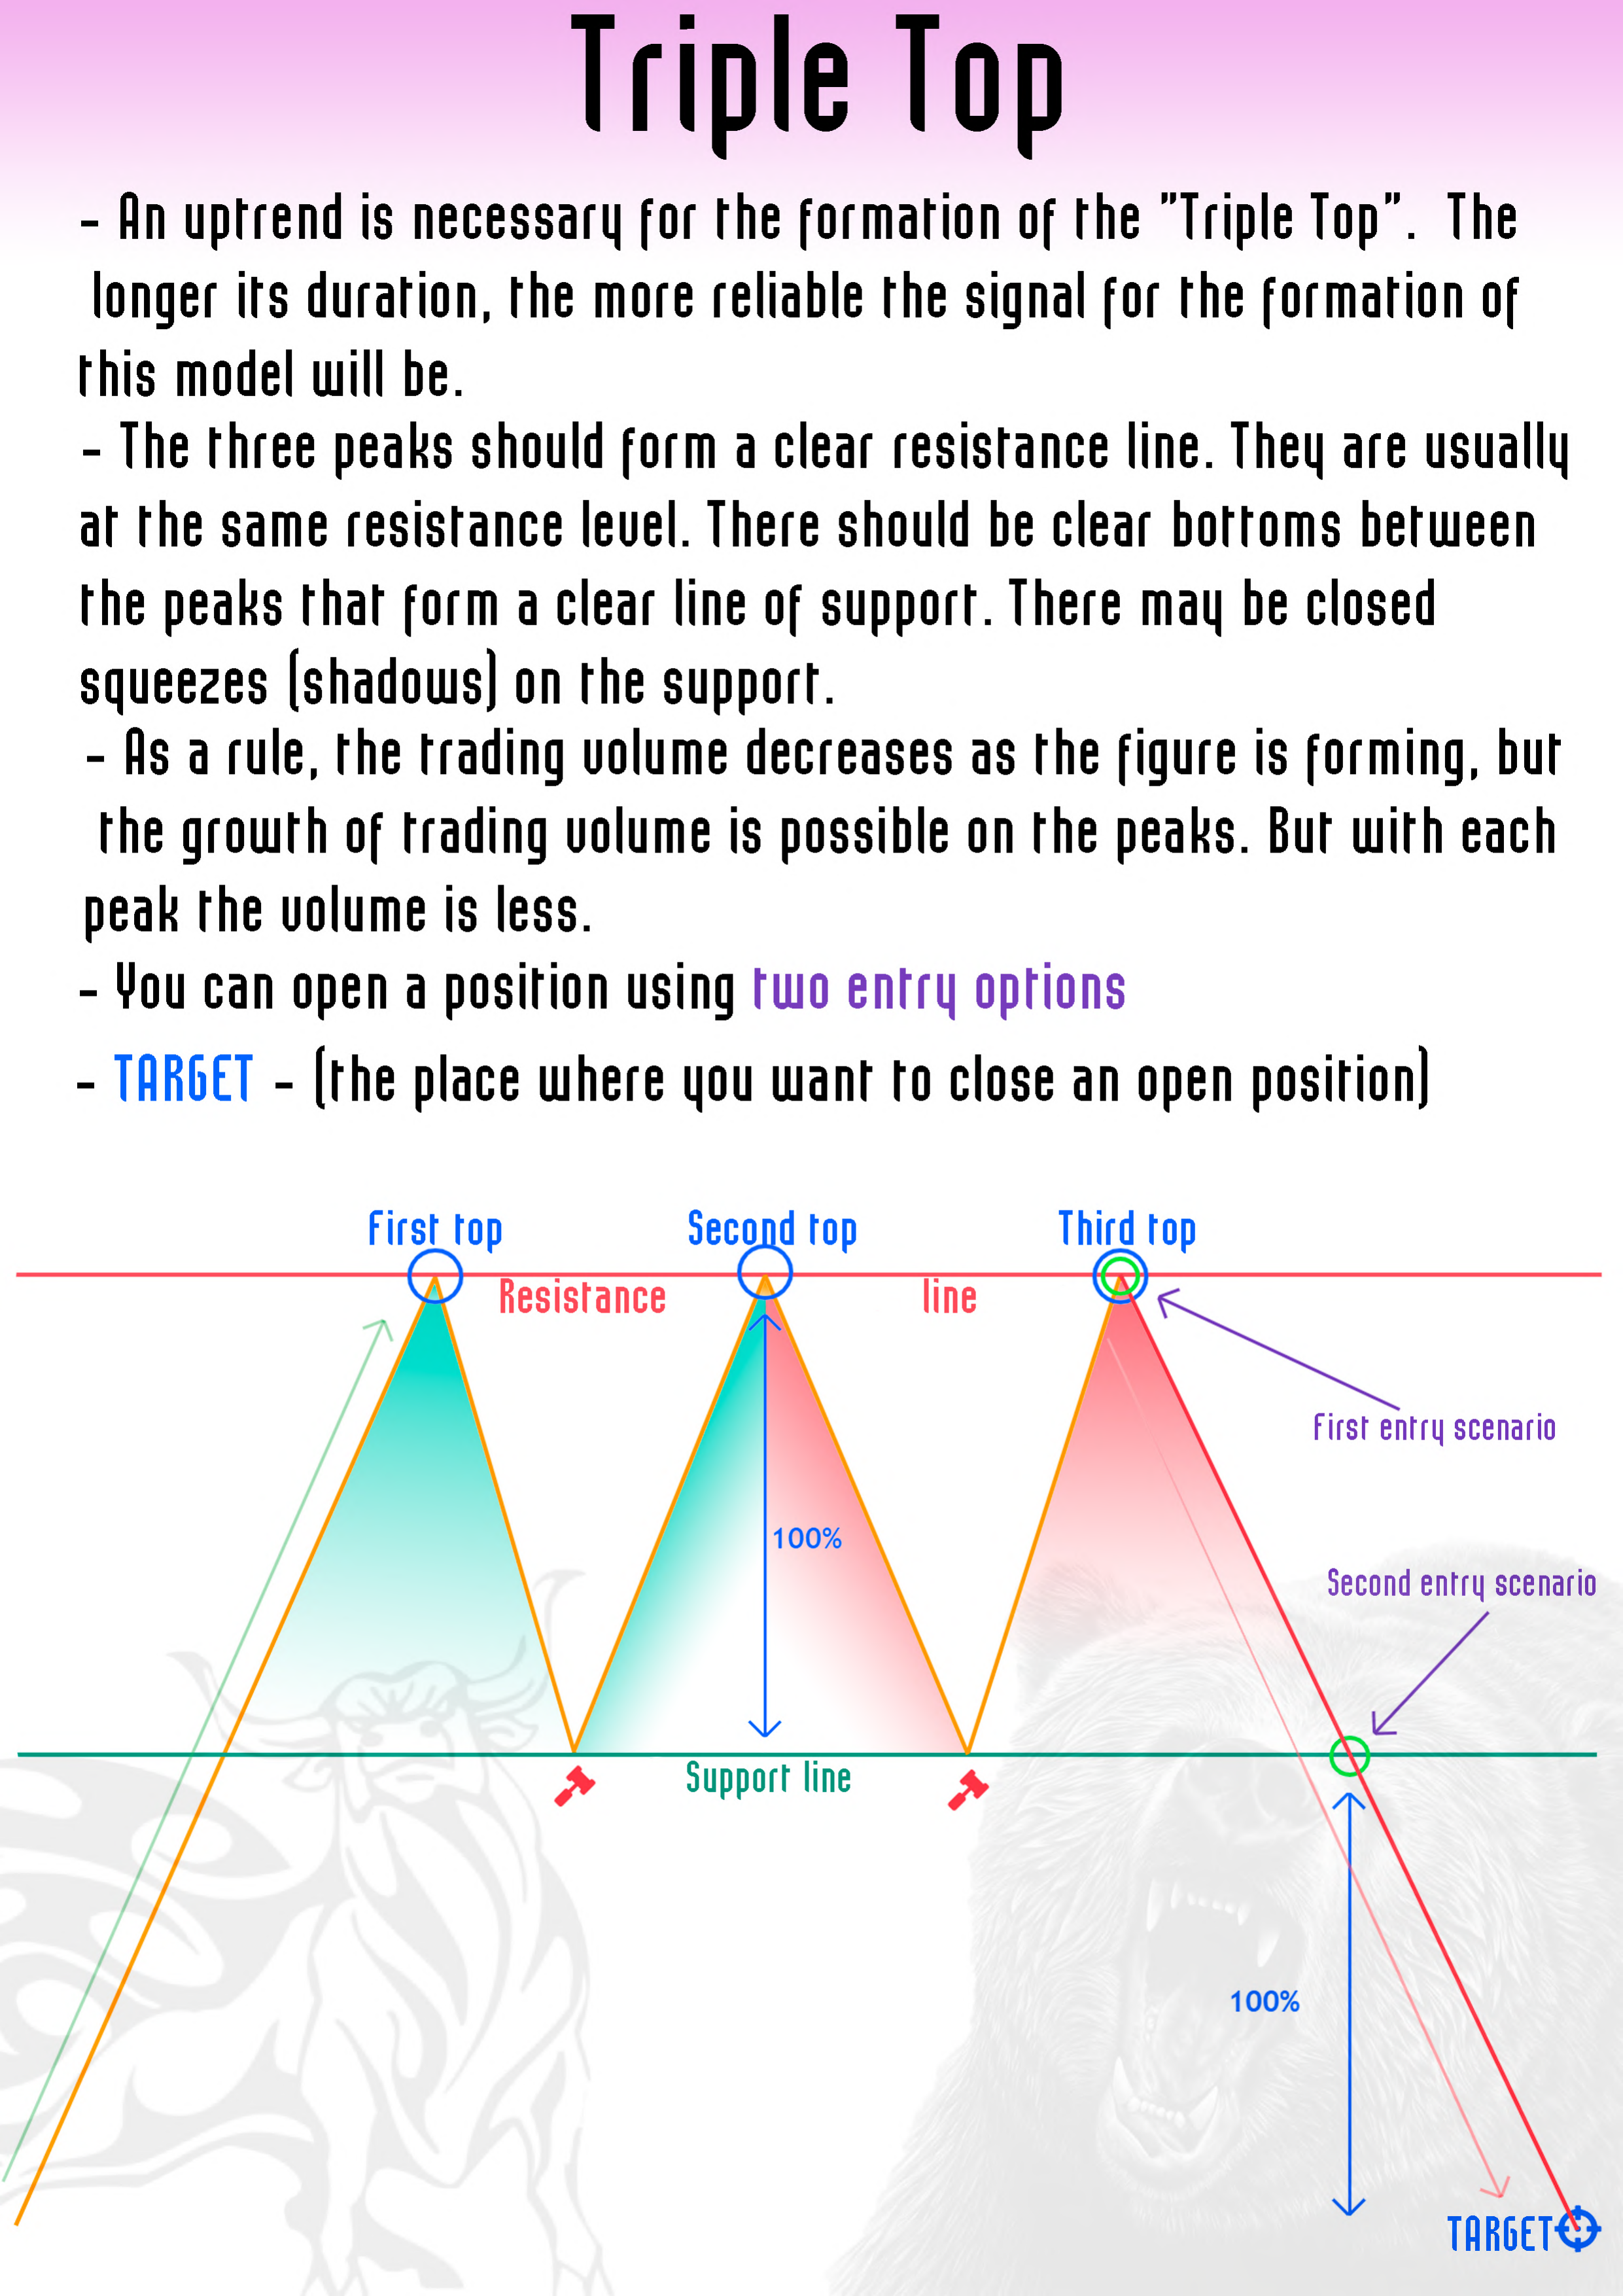 Triple Top
- An uptrend is necessary for the formation of the "Triple Top". The
longer its duration, the more reliable the signal for the formation of
this model will be.
- The three peaks should form a clear resistance line. They are usually
at the same resistance level. There should be clear bottoms between
the peaks that form a clear line of support. There may be closed
squeezes (shadows) on the support.
- As a rule, the trading volume decreases as the figure is forming, but
the growth of trading volume is possible on the peaks. But with each
peak the volume is less.
- You can open a position using two entry options
- TARGET - (the place where you want to close an open position)
First top
Second top
Third top
Resistance line
First entry scenario
100%
Second entry scenario
Support line
100%
TARGET